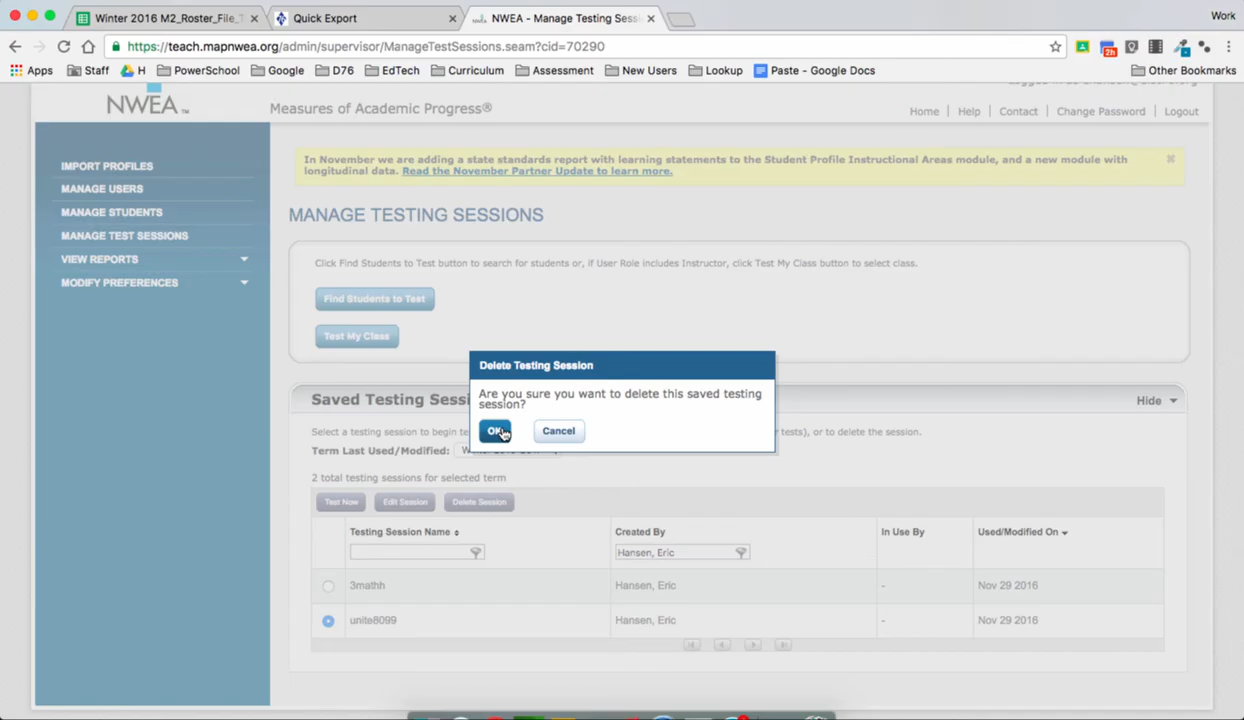 Winter 2016 M2_Roster_File_T
Quick Export
NWEA - Manage Testing Sessi
Work
https://teach.mapnwea.org/admin/supervisor/ManageTestSessions.seam?cid=70290
2h
Apps Staff H PowerSchool Google D76 EdTech Curriculum Assessment New Users Lookup Paste - Google Docs Other Bookmarks
NWEA™
Measures of Academic Progress®
Home | Help | Contact | Change Password | Logout
IMPORT PROFILES
MANAGE USERS
MANAGE STUDENTS
MANAGE TEST SESSIONS
VIEW REPORTS
MODIFY PREFERENCES
In November we are adding a state standards report with learning statements to the Student Profile Instructional Areas module, and a new module with
longitudinal data. Read the November Partner Update to learn more.
MANAGE TESTING SESSIONS
Click Find Students to Test button to search for students or, if User Role includes Instructor, click Test My Class button to select class.
Find Students to Test
Test My Class
Delete Testing Session
Are you sure you want to delete this saved testing
session?
OK Cancel
Saved Testing Sessi
Hide
Select a testing session to begin te tests), or to delete the session.
Term Last Used/Modified:
2 total testing sessions for selected term
Test Now Edit Session Delete Session
Testing Session Name Created By In Use By Used/Modified On
Hansen, Eric
3mathh Hansen, Eric - Nov 29 2016
unite8099 Hansen, Eric - Nov 29 2016